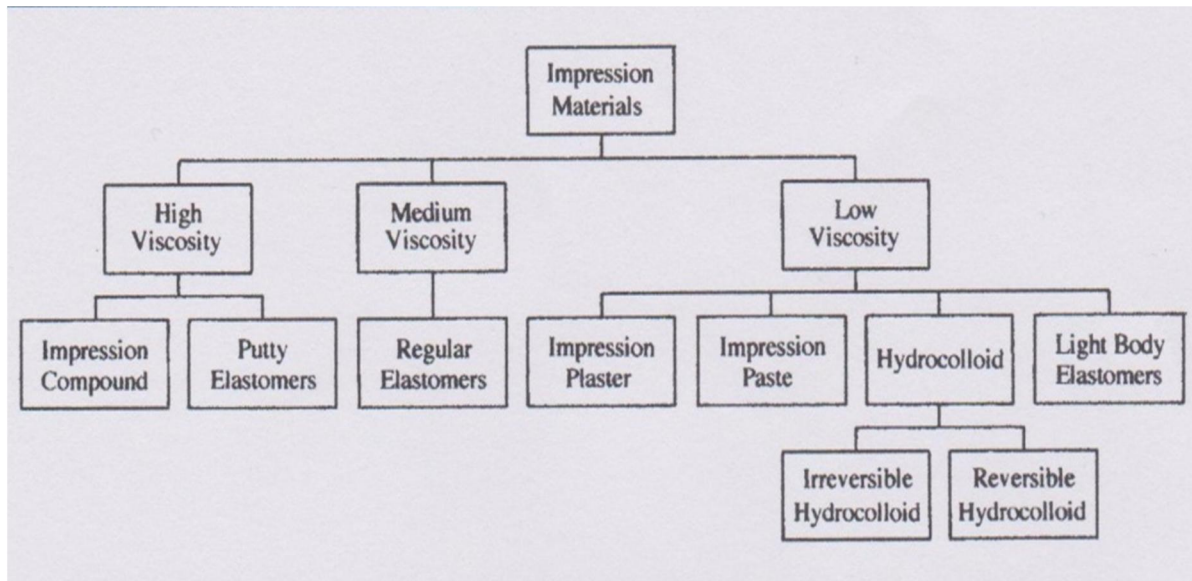 Impression
Materials
High
Viscosity
Medium
Viscosity
Low
Viscosity
Impression
Compound
Putty
Elastomers
Regular
Elastomers
Impression
Plaster
Impression
Paste
Hydrocolloid
Light Body
Elastomers
Irreversible
Hydrocolloid
Reversible
Hydrocolloid